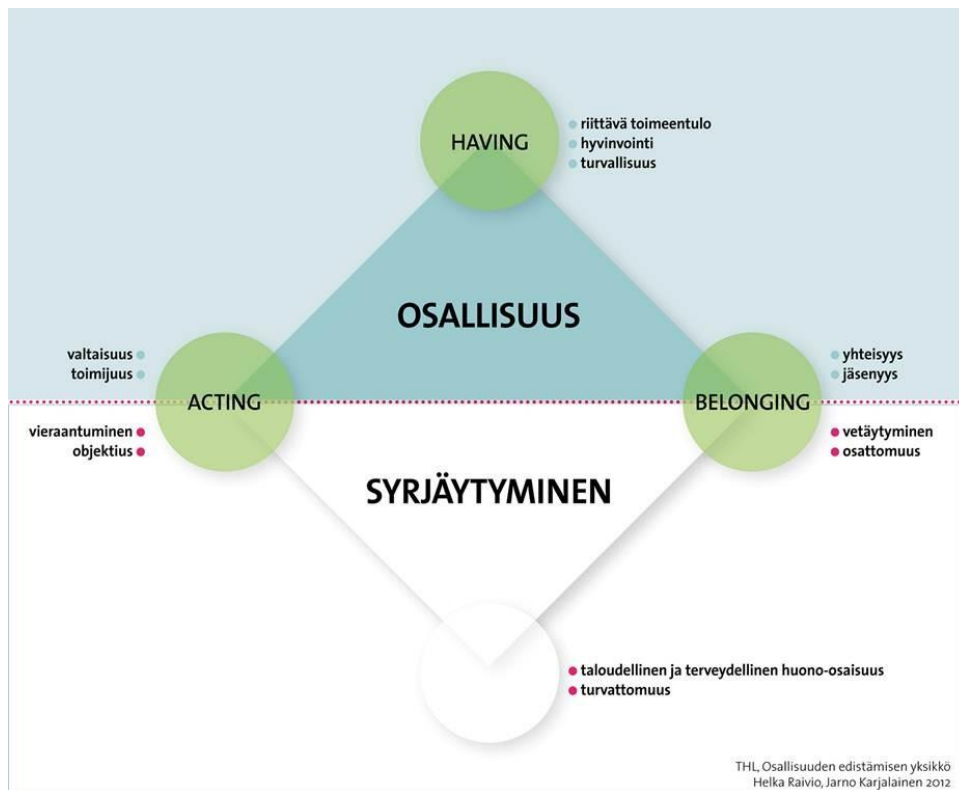 HAVING
riittävä toimeentulo
hyvinvointi
turvallisuus
OSALLISUUS
valtaisuus
toimijuus
ACTING
vieraantuminen
objektius
yhteisyys
jäsenyys
BELONGING
vetäytyminen
osattomuus
SYRJÄYTYMINEN
taloudellinen ja terveydellinen huono-osaisuus
turvattomuus
THL, Osallisuuden edistämisen yksikkö
Helka Raivio, Jarno Karjalainen 2012